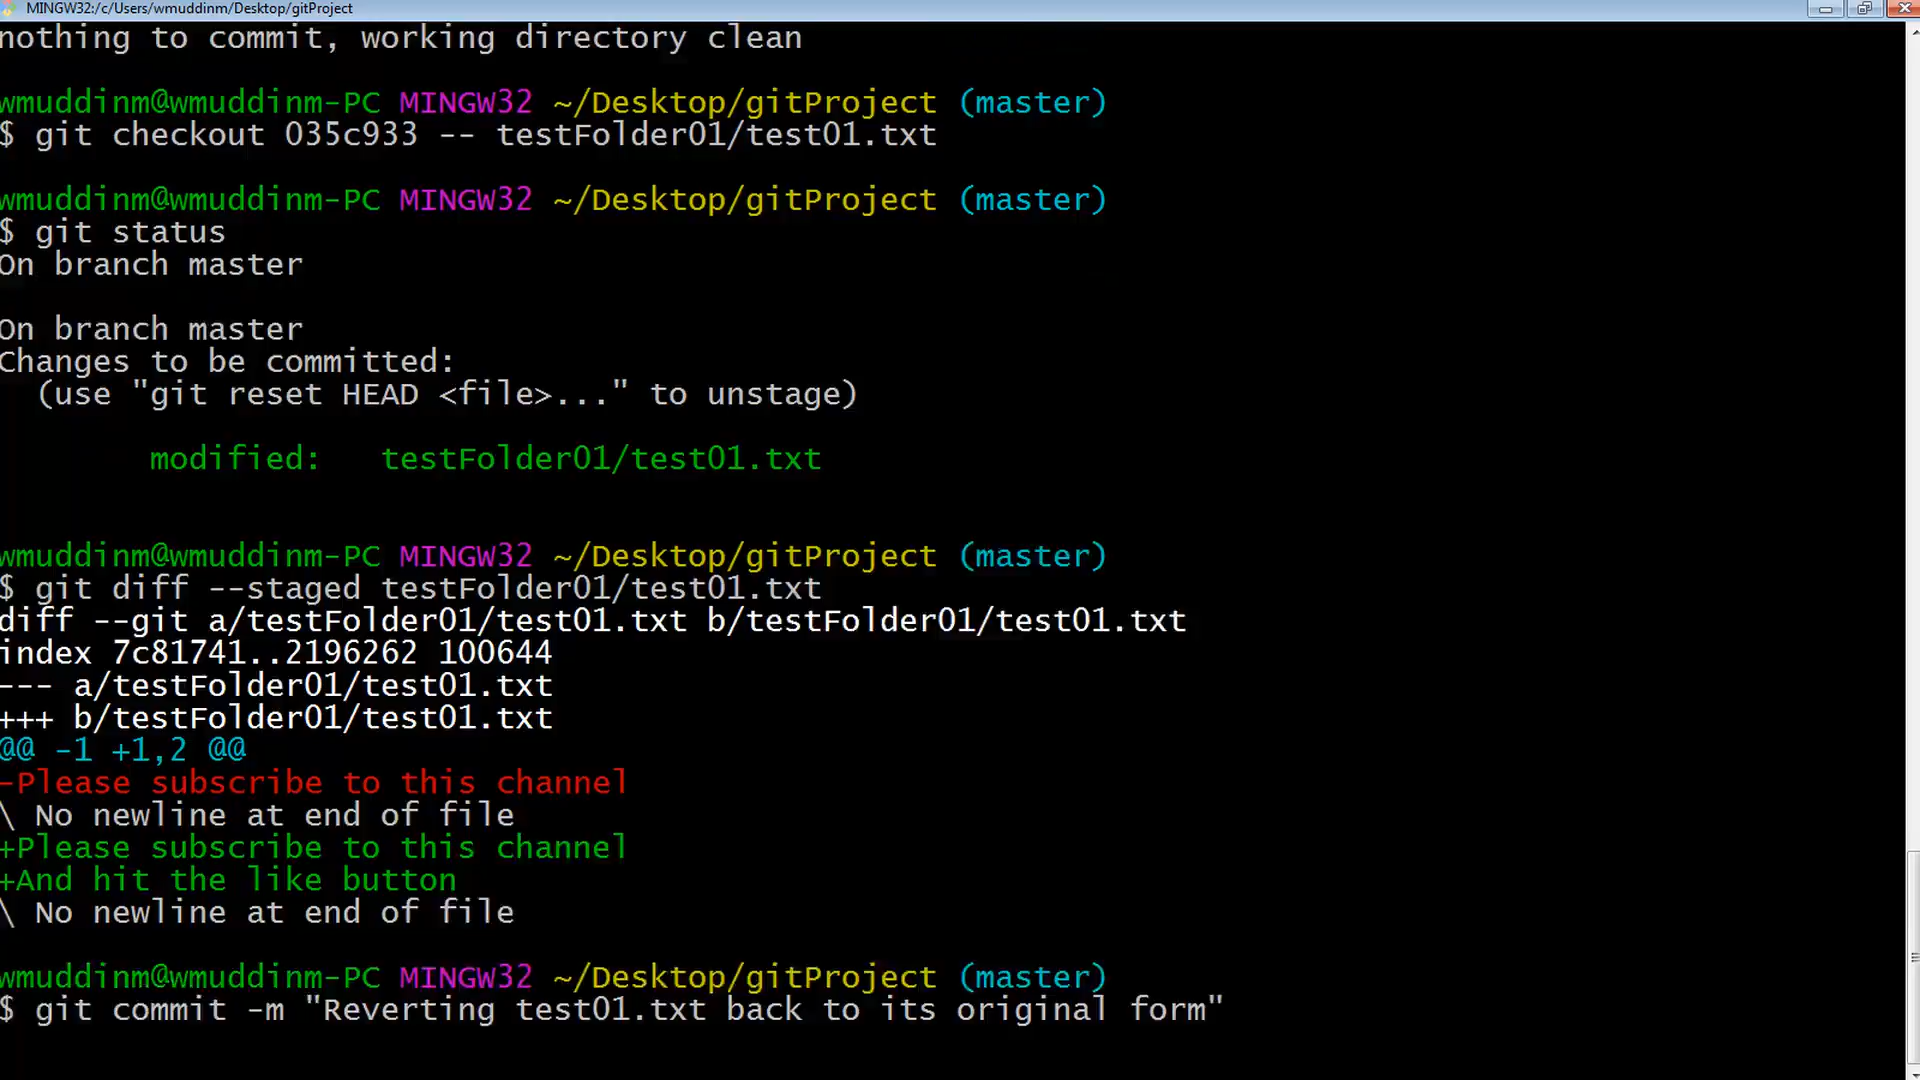 MINGW32:/c/Users/wmuddinm/Desktop/gitProject
nothing to commit, working directory clean
wmuddinm@wmuddinm-PC MINGW32 ~/Desktop/gitProject (master)
$ git checkout 035c933 -- testFolder01/test01.txt
wmuddinm@wmuddinm-PC MINGW32 ~/Desktop/gitProject (master)
$ git status
On branch master
On branch master
Changes to be committed:
  (use "git reset HEAD <file>..." to unstage)
        modified:   testFolder01/test01.txt
wmuddinm@wmuddinm-PC MINGW32 ~/Desktop/gitProject (master)
$ git diff --staged testFolder01/test01.txt
diff --git a/testFolder01/test01.txt b/testFolder01/test01.txt
index 7c81741..2196262 100644
--- a/testFolder01/test01.txt
+++ b/testFolder01/test01.txt
@@ -1 +1,2 @@
-Please subscribe to this channel
\ No newline at end of file
+Please subscribe to this channel
+And hit the like button
\ No newline at end of file
wmuddinm@wmuddinm-PC MINGW32 ~/Desktop/gitProject (master)
$ git commit -m "Reverting test01.txt back to its original form"